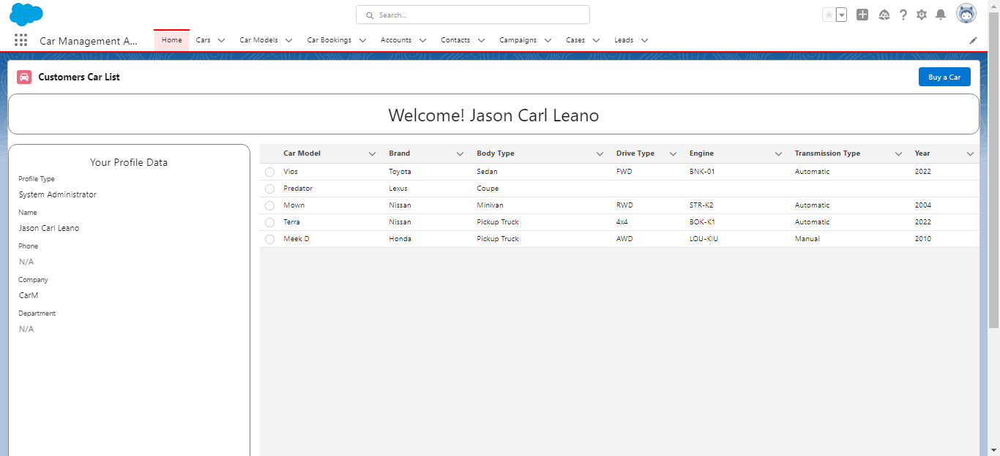 Search...
Car Management A...
Home Cars Car Models Car Bookings Accounts Contacts Campaigns Cases Leads
Customers Car List
Buy a Car
Welcome! Jason Carl Leano
Your Profile Data
Profile Type
System Administrator
Name
Jason Carl Leano
Phone
N/A
Company
CarM
Department
N/A
Car Model Brand Body Type Drive Type Engine Transmission Type Year
Vios Toyota Sedan FWD BNK-01 Automatic 2022
Predator Lexus Coupe
Mown Nissan Minivan RWD STR-K2 Automatic 2004
Terra Nissan Pickup Truck 4x4 BOK-K1 Automatic 2022
Meek D Honda Pickup Truck AWD LOU-KIU Manual 2010